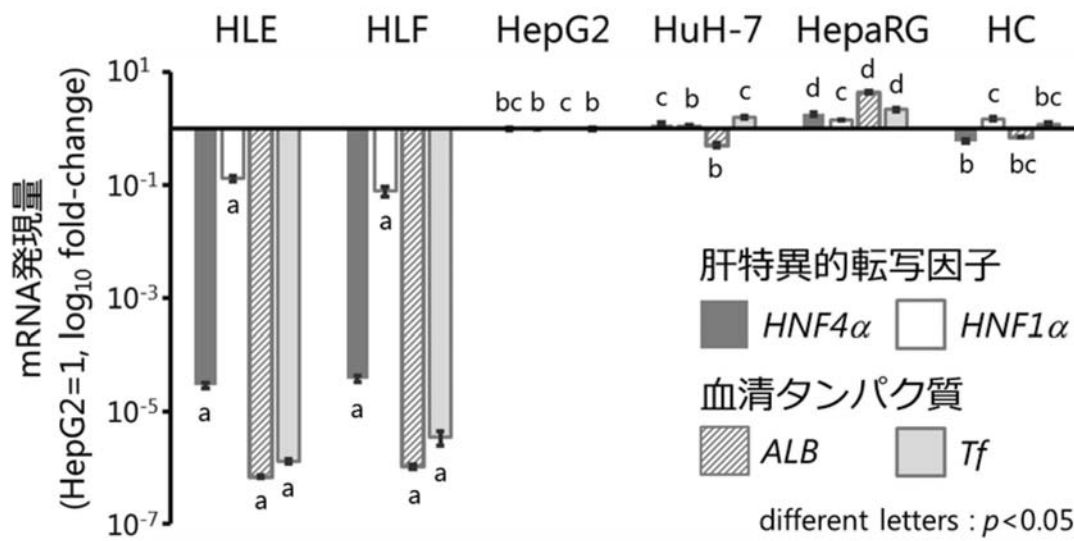 HLE HLF HepG2 HuH-7 HepaRG HC
mRNA発現量
(HepG2=1, log₁₀ fold-change)
10¹
10⁻¹
10⁻³
10⁻⁵
10⁻⁷
a a a a
a a a a
bc b c b
c b b c
d c d d
b c bc bc
肝特異的転写因子
HNF4α HNF1α
血清タンパク質
ALB Tf
different letters : p<0.05